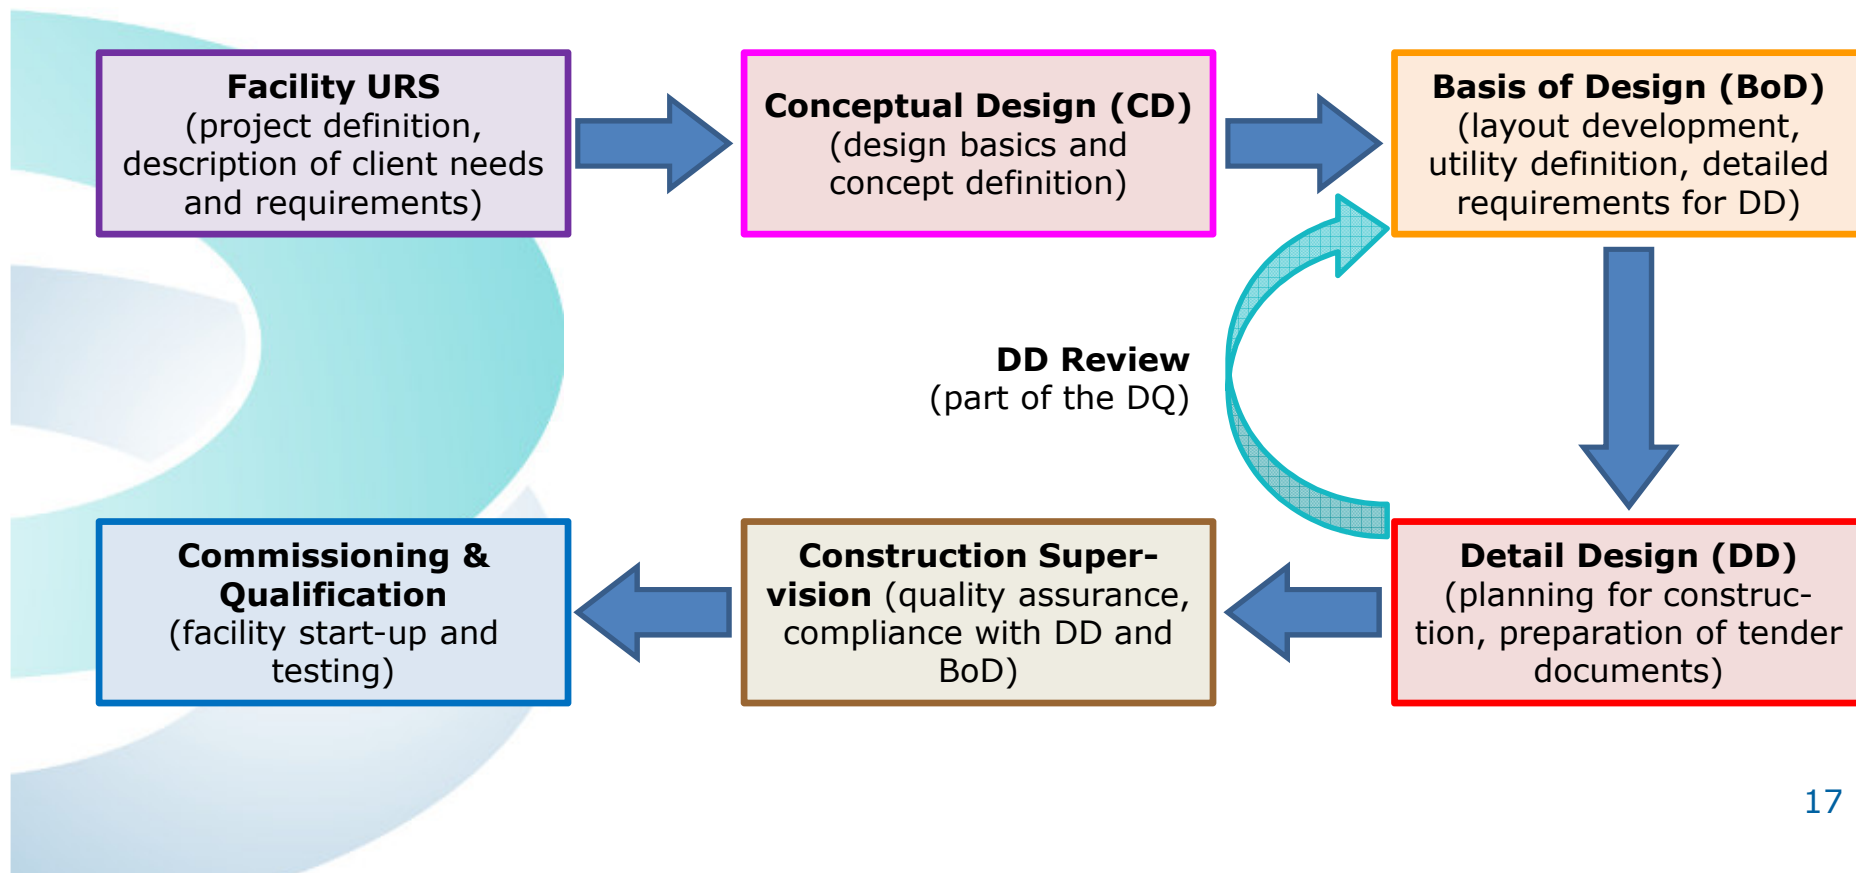 Facility URS
(project definition,
description of client needs
and requirements)
Conceptual Design (CD)
(design basics and
concept definition)
Basis of Design (BoD)
(layout development,
utility definition, detailed
requirements for DD)
DD Review
(part of the DQ)
Commissioning &
Qualification
(facility start-up and
testing)
Construction Super-
vision (quality assurance,
compliance with DD and
BoD)
Detail Design (DD)
(planning for construc-
tion, preparation of tender
documents)
17